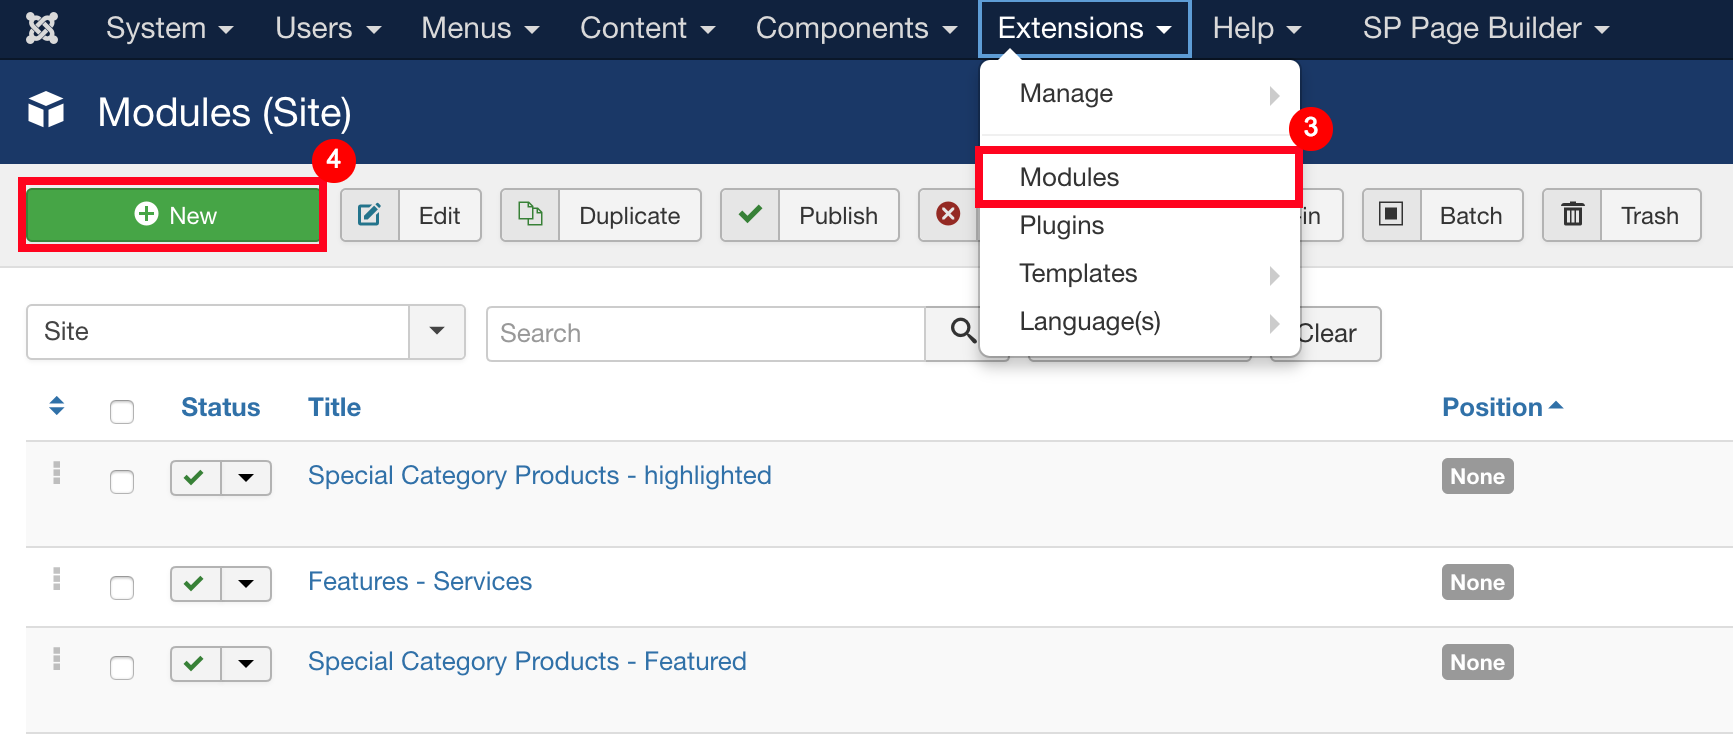 System Users Menus Content Components Extensions Help SP Page Builder
Modules (Site)
Manage
3
4
Modules
New Edit Duplicate Publish in Batch Trash
Plugins
Templates
Language(s)
Site Search Clear
Status Title Position
Special Category Products - highlighted None
Features - Services None
Special Category Products - Featured None